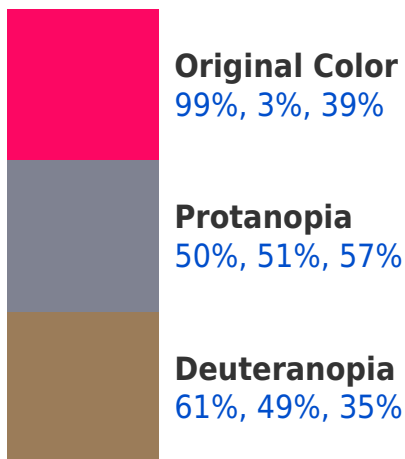 Original Color
99%, 3%, 39%
Protanopia
50%, 51%, 57%
Deuteranopia
61%, 49%, 35%